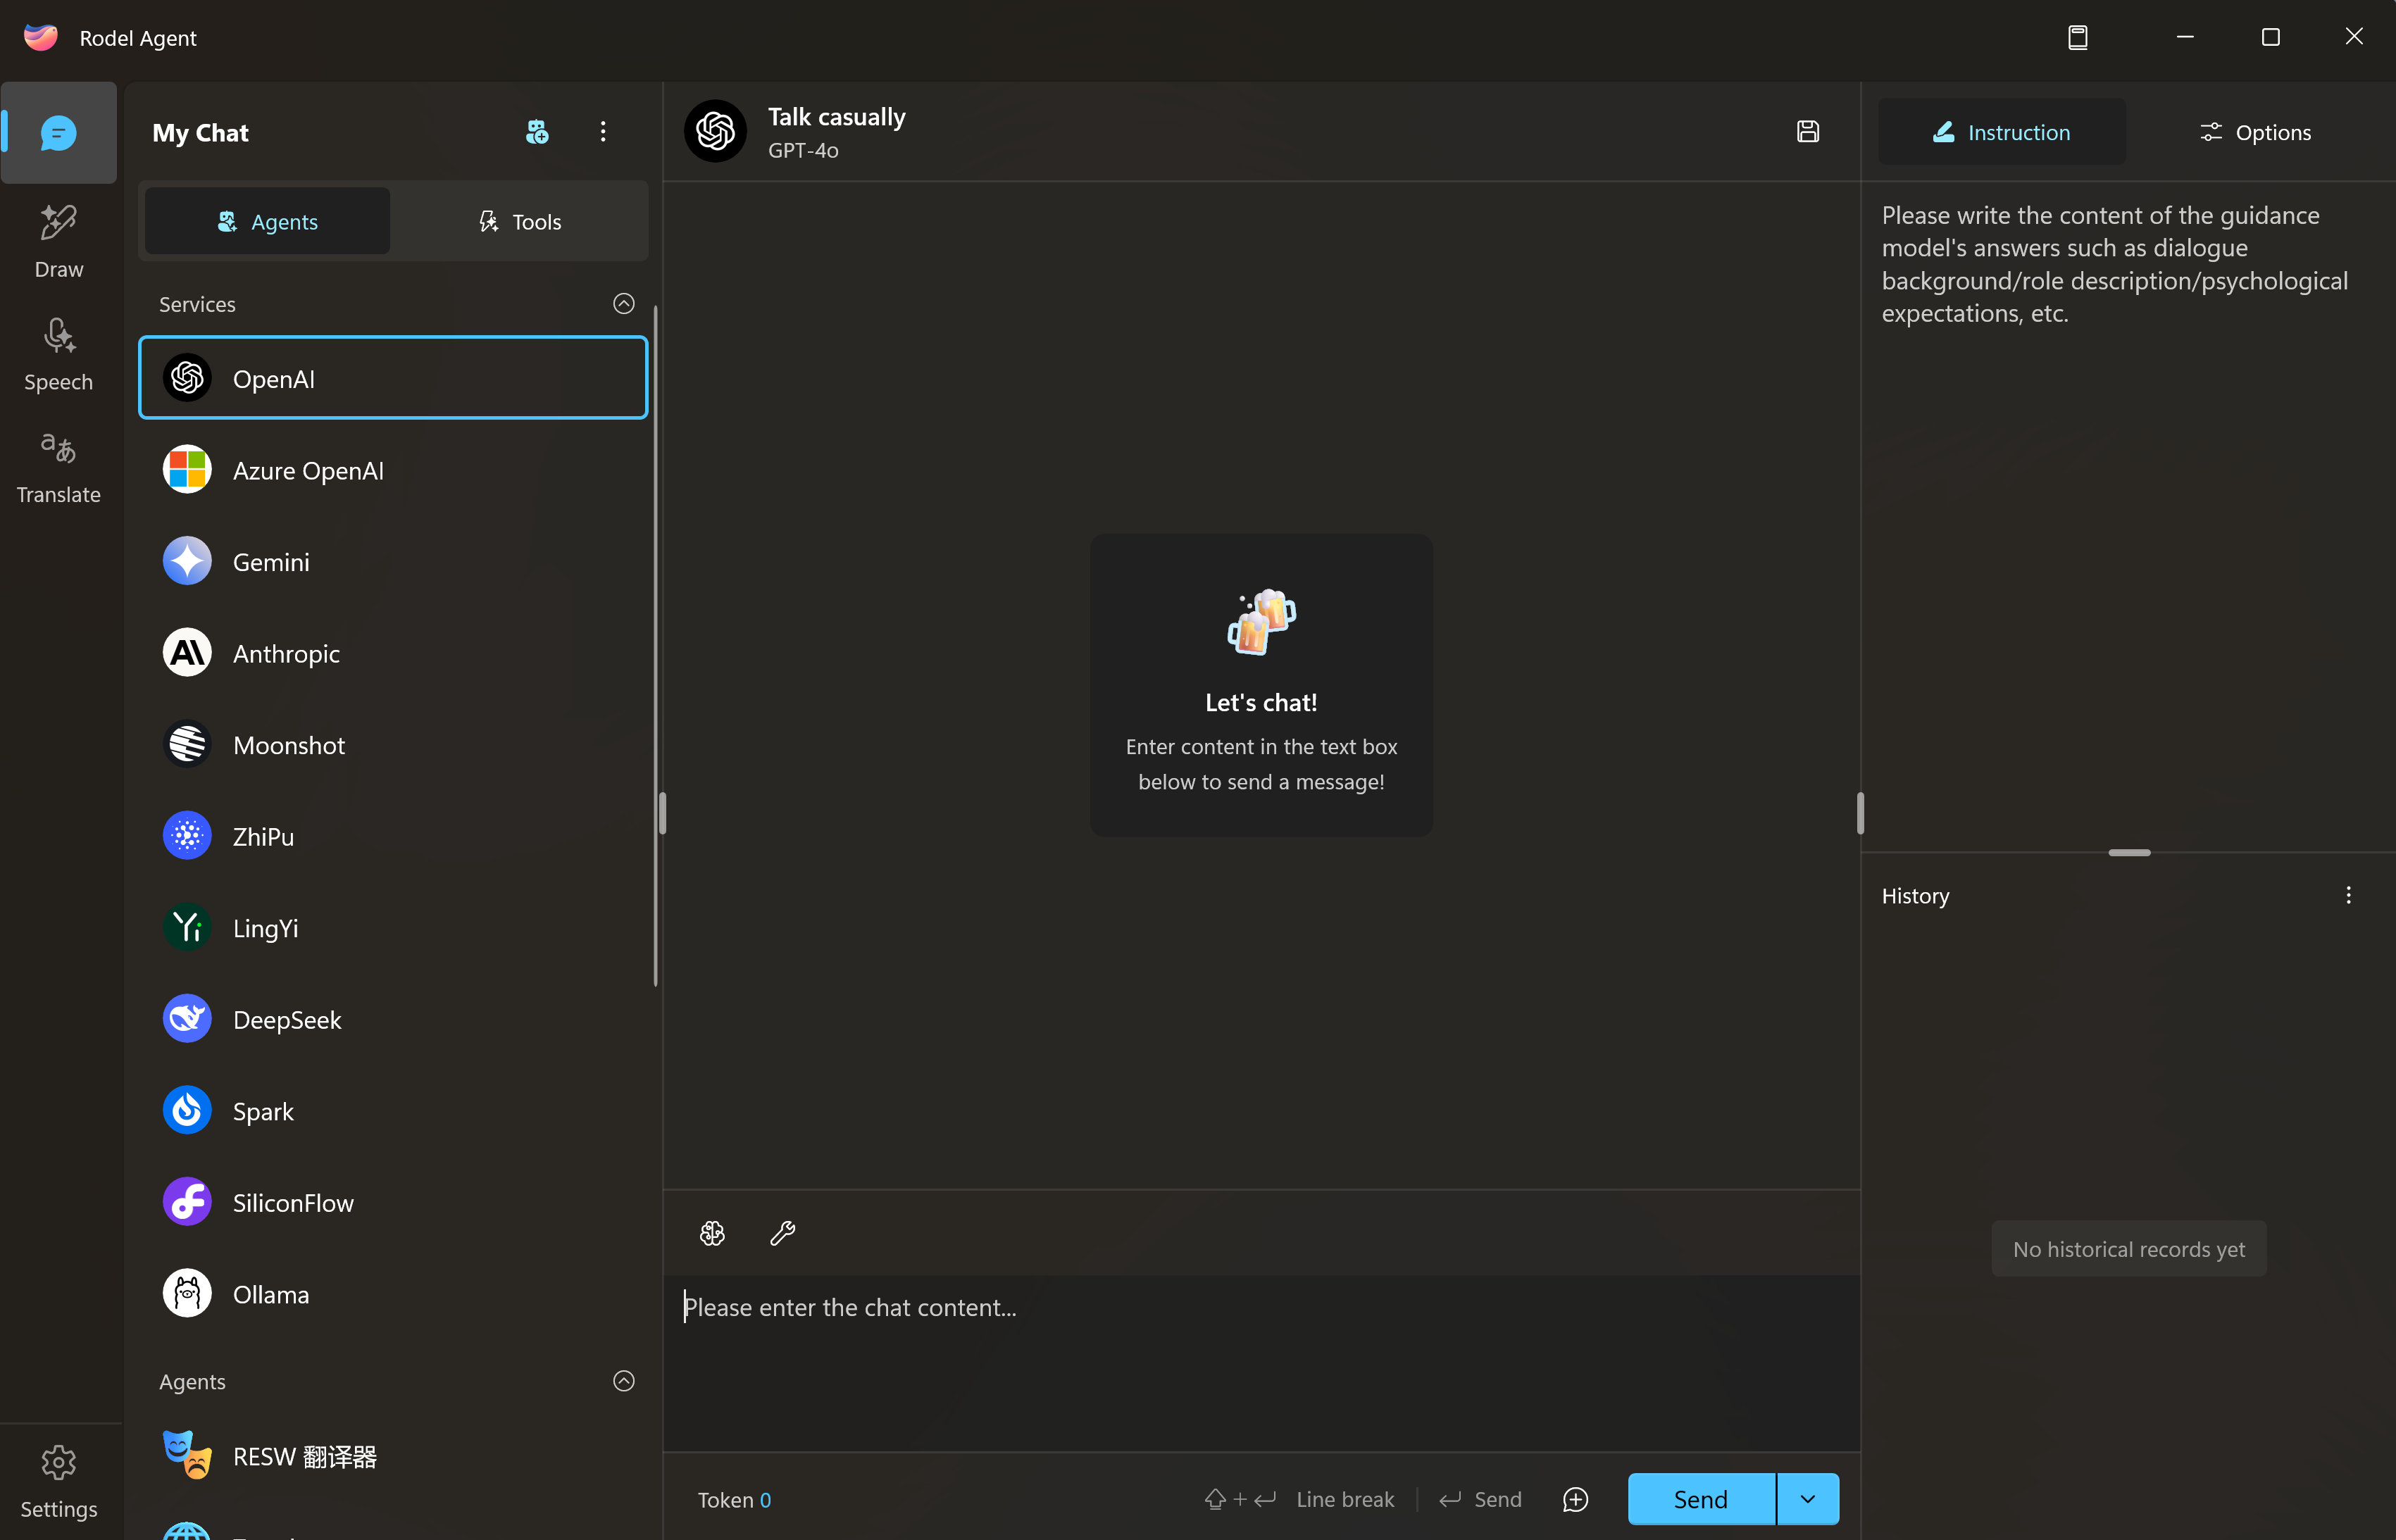 Rodel Agent
Draw
Speech
Translate
Settings
My Chat
Agents
Tools
Services
OpenAI
Azure OpenAI
Gemini
Anthropic
Moonshot
ZhiPu
LingYi
DeepSeek
Spark
SiliconFlow
Ollama
Agents
RESW 翻译器
Talk casually
GPT-4o
Let's chat!
Enter content in the text box
below to send a message!
Please enter the chat content...
Token 0
Line break
Send
Send
Instruction
Options
Please write the content of the guidance
model's answers such as dialogue
background/role description/psychological
expectations, etc.
History
No historical records yet